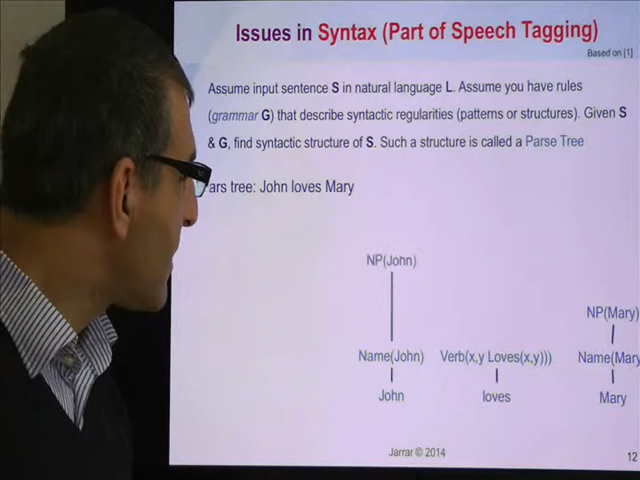 Issues in Syntax (Part of Speech Tagging)
Based on [1]
Assume input sentence S in natural language L. Assume you have rules
(grammar G) that describe syntactic regularities (patterns or structures). Given S
& G, find syntactic structure of S. Such a structure is called a Parse Tree
ars tree: John loves Mary
NP(John)
NP(Mary)
Name(John) Verb(x,y Loves(x,y))) Name(Mary
John loves Mary
Jarrar © 2014
12